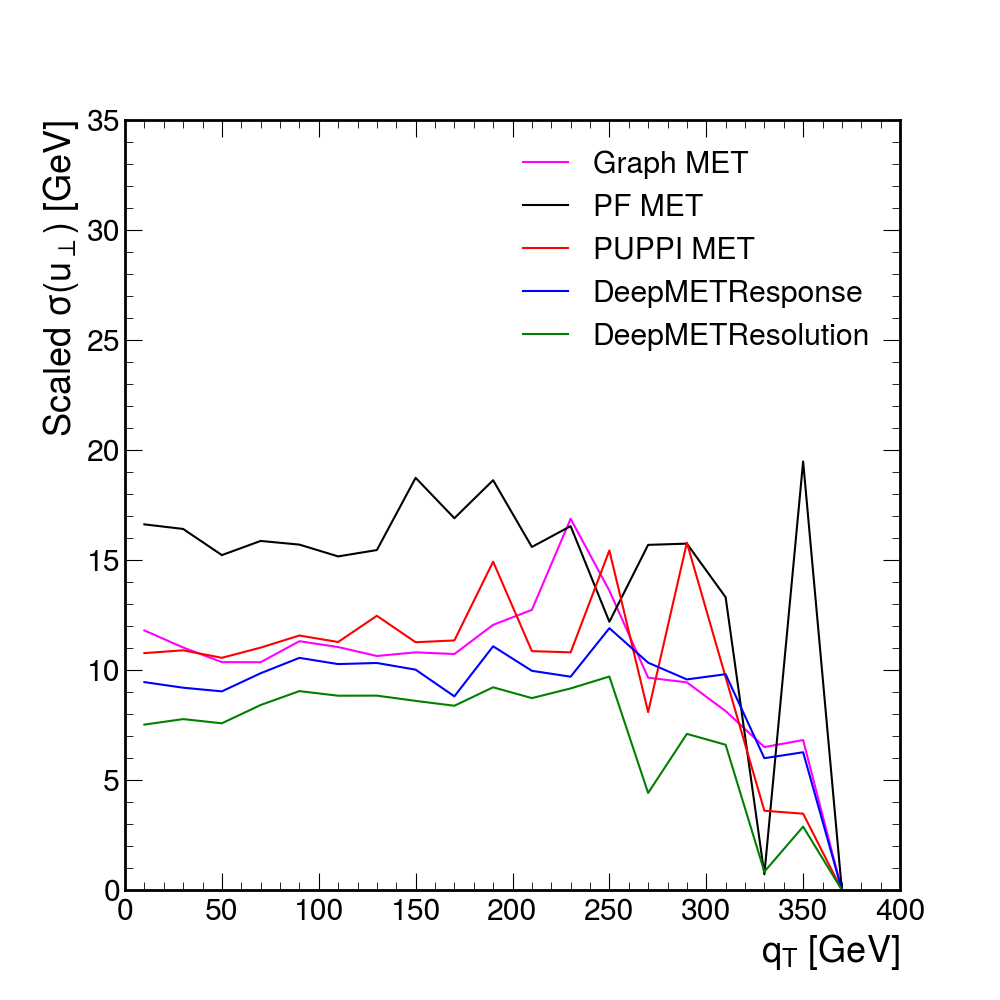 Scaled σ(u⊥) [GeV]
35
30
25
20
15
10
5
0
Graph MET
PF MET
PUPPI MET
DeepMETResponse
DeepMETResolution
0 50 100 150 200 250 300 350 400
qT [GeV]